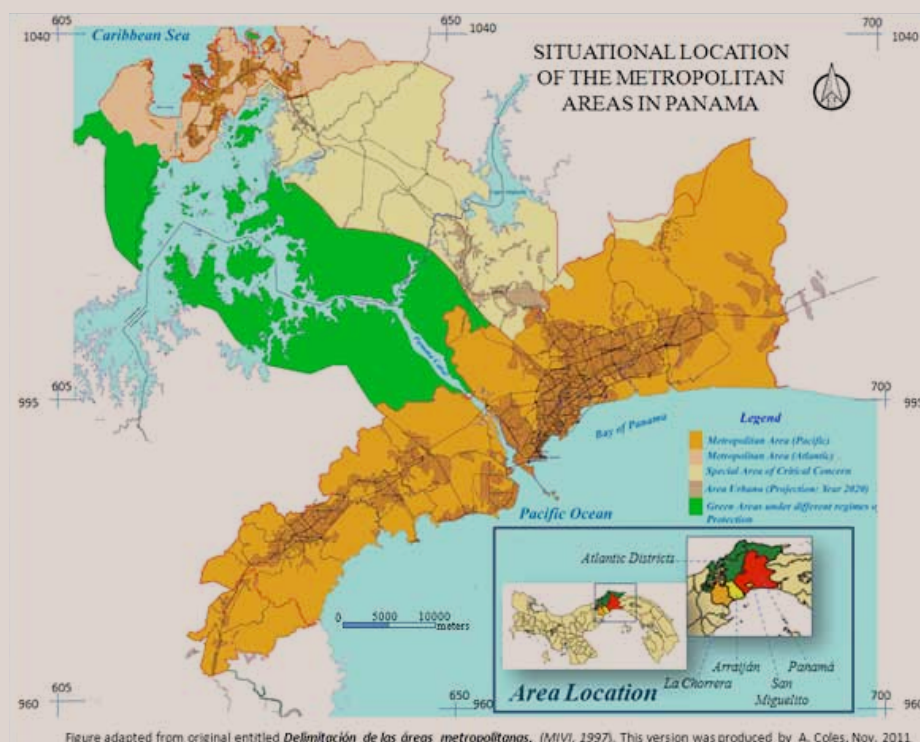 605
650
700
1040
1040
1040
Caribbean Sea
SITUATIONAL LOCATION
OF THE METROPOLITAN
AREAS IN PANAMA
Panama Canal
995
605
700
995
Bay of Panama
Legend
Metropolitan Area (Pacific)
Metropolitan Area (Atlantic)
Special Area of Critical Concern
Area Urbana (Projection: Year 2020)
Green Areas under different regimes o
Protection
Pacific Ocean
Atlantic Districts
0 5000 10000
meters
Arraiján
Panamá
La Chorrera
San
Miguelito
Area Location
960
605
650
960
700
960
Figure adapted from original entitled Delimitación de las áreas metropolitanas, (MIVI, 1997). This version was produced by A. Coles, Nov. 2011